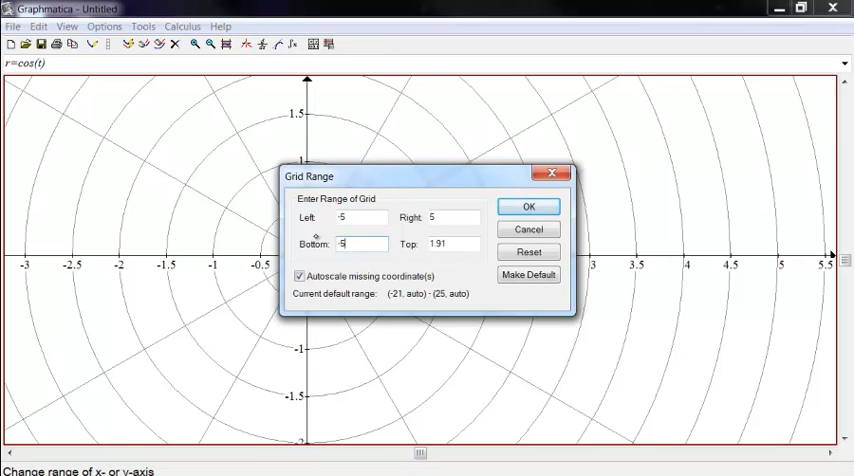 Graphmatica - Untitled
File Edit View Options Tools Calculus Help
r=cos(t)
1.5
1
-3 -2.5 -2 -1.5 -1 -0.5 3 3.5 4 4.5 5 5.5
-1
-1.5
-2
Grid Range
Enter Range of Grid
Left: -5 Right: 5 OK
Cancel
Bottom: -5 Top: 1.91
Reset
Autoscale missing coordinate(s) Make Default
Current default range: (-21, auto) - (25, auto)
Change range of x- or y-axis